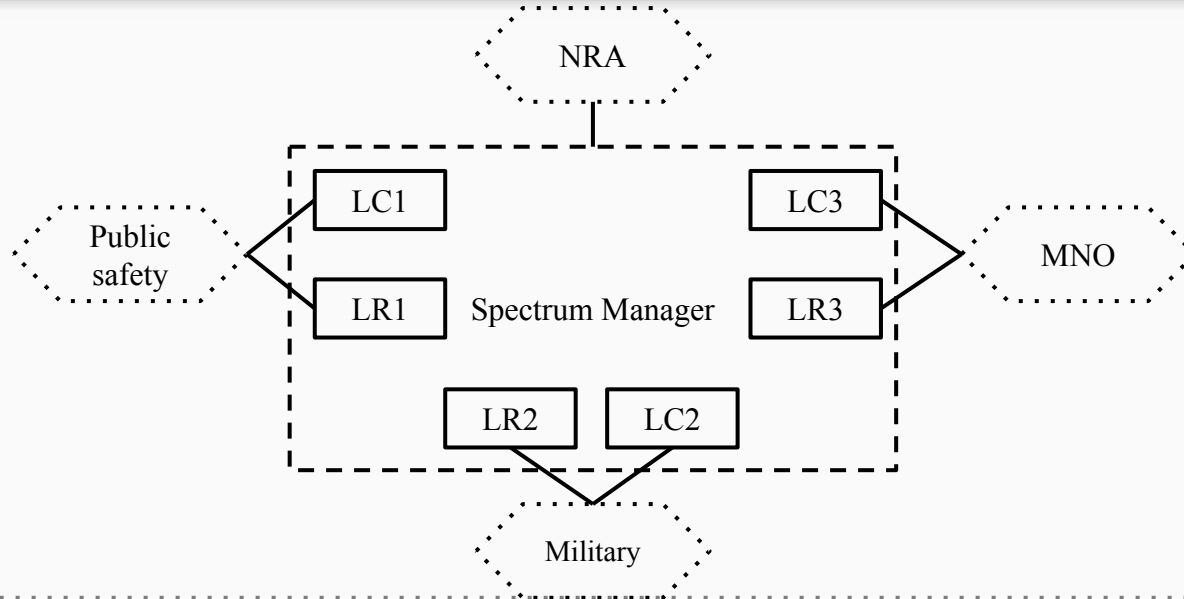 NRA
LC1
LC3
Public
safety
MNO
LR1
Spectrum Manager
LR3
LR2
LC2
Military